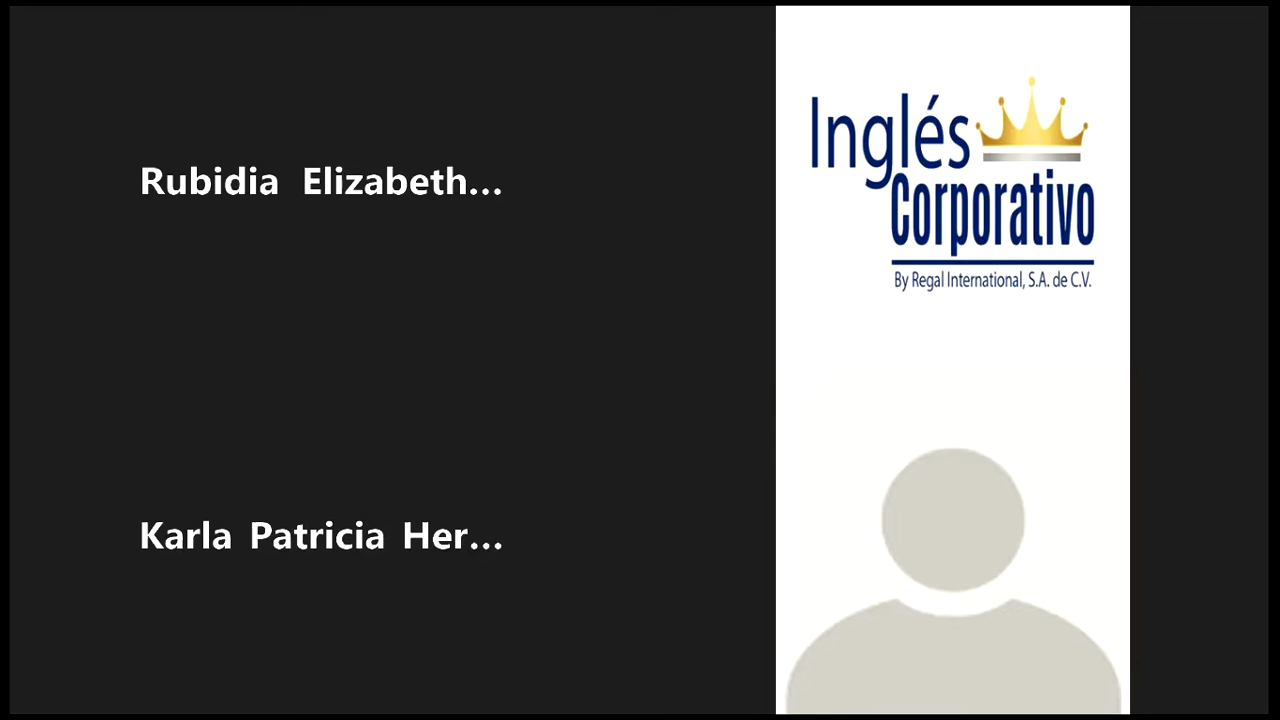 Rubidia Elizabeth...
Inglés
Corporativo
By Regal International, S.A. de C.V.
Karla Patricia Her...